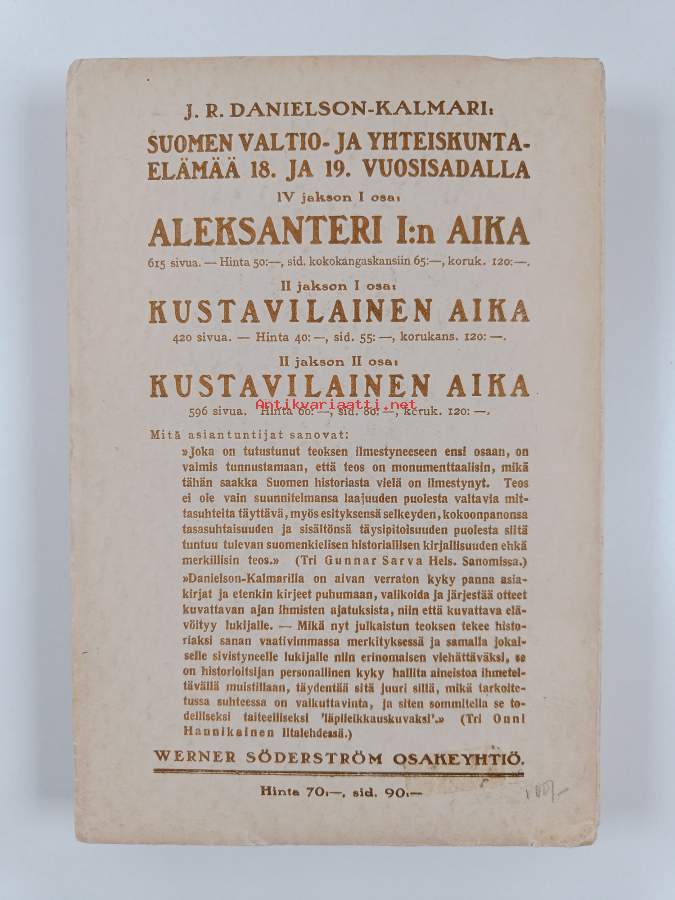 J. R. DANIELSON-KALMARI:
SUOMEN VALTIO- JA YHTEISKUNTA-
ELÄMÄÄ 18. JA 19. VUOSISADALLA
IV jakson I osa:
ALEKSANTERI I:n AIKA
615 sivua. — Hinta 50:—, sid. kokokangaskansiin 65:—, koruk. 120:—.
II jakson I osa:
KUSTAVILAINEN AIKA
420 sivua. — Hinta 40:—, sid. 55:—, korukans. 120:—.
II jakson II osa:
KUSTAVILAINEN AIKA
Antikvariaatti.net
596 sivua. Hinta 60:—, sid. 80:—, koruk. 120:—.
Mitä asiantuntijat sanovat:
»Joka on tutustunut teoksen ilmestyneeseen ensi osaan, on
valmis tunnustamaan, että teos on monumenttaalisin, mikä
tähän saakka Suomen historiasta vielä on ilmestynyt. Teos
ei ole vain suunnitelmansa laajuuden puolesta valtavia mit-
tasuhteita täyttävä, myös esityksensä selkeyden, kokoonpanonsa
tasasuhtaisuuden ja sisältönsä täysipitoisuuden puolesta siitä
tuntuu tulevan suomenkielisen historiallisen kirjallisuuden ehkä
merkillisin teos.» (Tri Gunnar Sarva Hels. Sanomissa.)
»Danielson-Kalmarilla on aivan verraton kyky panna asia-
kirjat ja etenkin kirjeet puhumaan, valikoida ja järjestää otteet
kuvattavan ajan ihmisten ajatuksista, niin että kuvattava elä-
vöityy lukijalle. — Mikä nyt julkaistun teoksen tekee histo-
riaksi sanan vaativimmassa merkityksessä ja samalla jokai-
selle sivistyneelle lukijalle niin erinomaisen viehättäväksi, se
on historioitsijan personallinen kyky hallita aineistoa ihmetel-
tävällä muistillaan, täydentää sitä juuri sillä, mikä tarkoite-
tussa suhteessa on vaikuttavinta, ja siten sommitella se to-
delliseksi taiteelliseksi 'läpileikkauskuvaksi'.» (Tri Onni
Hannikainen Iltalehdessä.)
WERNER SÖDERSTRÖM OSAKEYHTIÖ.
Hinta 70:—, sid. 90:—